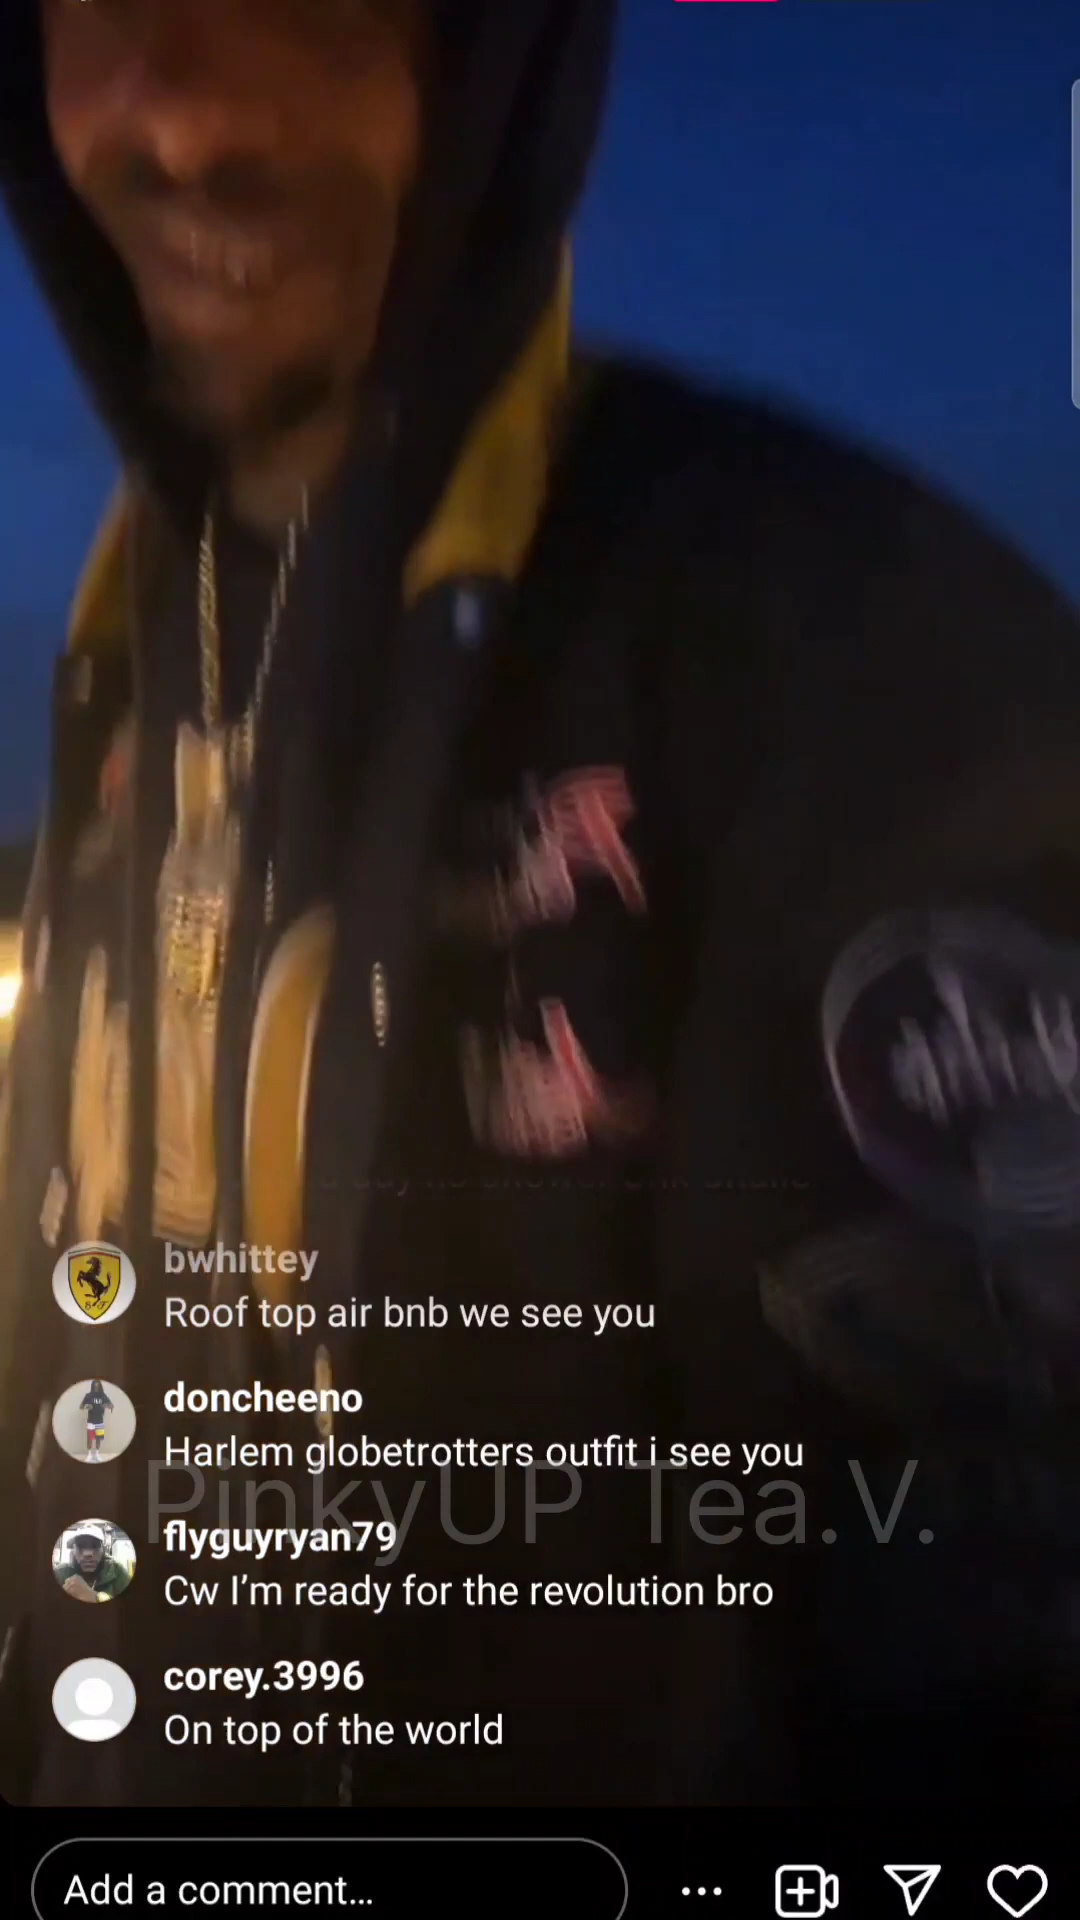 bwhittey
Roof top air bnb we see you
doncheeno
Harlem globetrotters outfit i see you
PinkyUP Tea.V.
flyguyryan79
Cw I’m ready for the revolution bro
corey.3996
On top of the world
Add a comment...